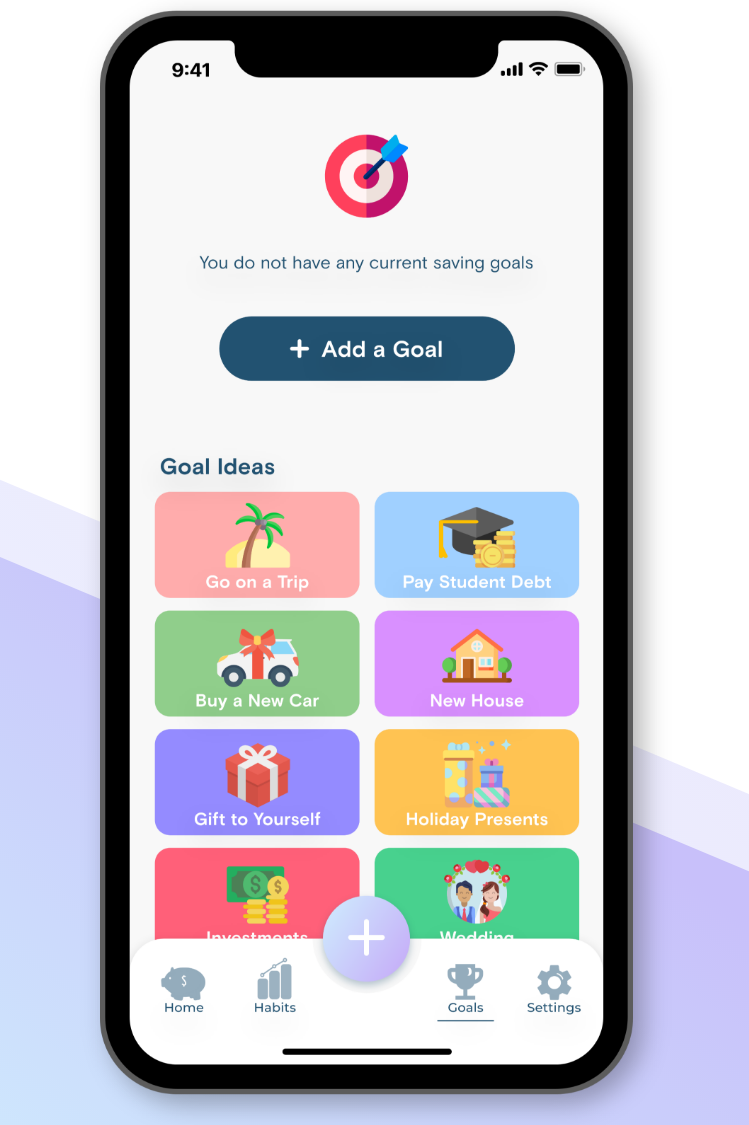 9:41
You do not have any current saving goals
+ Add a Goal
Goal Ideas
Go on a Trip
Pay Student Debt
Buy a New Car
New House
Gift to Yourself
Holiday Presents
Investments
Wedding
Home
Habits
Goals
Settings